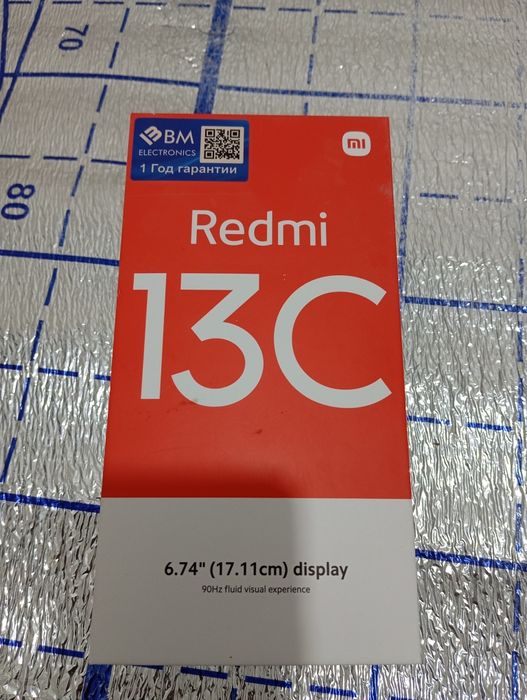 70
80
BM
ELECTRONICS
1 Год гарантии
mi
Redmi
13C
6.74" (17.11cm) display
90Hz fluid visual experience